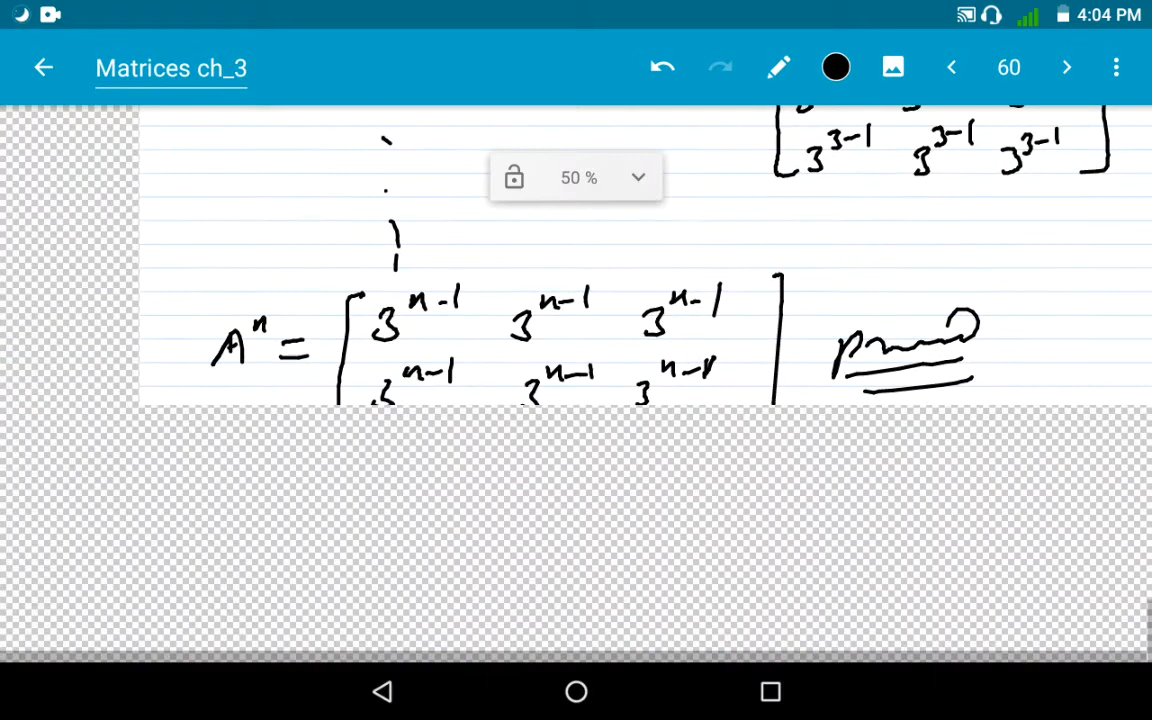 4:04 PM
Matrices ch_3
60
3^{3-1} 3^{3-1} 3^{3-1}
50 %
A^n = [ 3^{n-1} 3^{n-1} 3^{n-1} ]
3^{n-1} 3^{n-1} 3^{n-1}